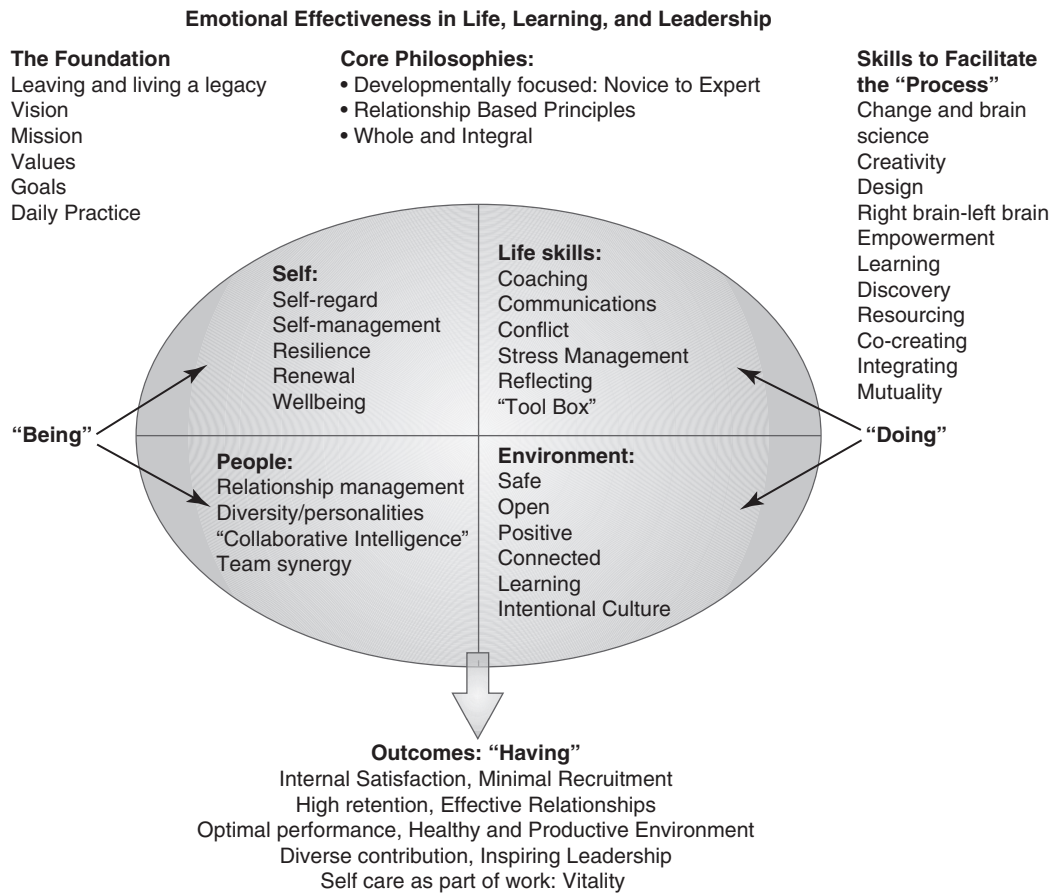 Emotional Effectiveness in Life, Learning, and Leadership
The Foundation
Leaving and living a legacy
Vision
Mission
Values
Goals
Daily Practice
Core Philosophies:
• Developmentally focused: Novice to Expert
• Relationship Based Principles
• Whole and Integral
Skills to Facilitate
the “Process”
Change and brain
science
Creativity
Design
Right brain-left brain
Empowerment
Learning
Discovery
Resourcing
Co-creating
Integrating
Mutuality
Self:
Self-regard
Self-management
Resilience
Renewal
Wellbeing
Life skills:
Coaching
Communications
Conflict
Stress Management
Reflecting
“Tool Box”
“Being”
“Doing”
People:
Relationship management
Diversity/personalities
“Collaborative Intelligence”
Team synergy
Environment:
Safe
Open
Positive
Connected
Learning
Intentional Culture
Outcomes: “Having”
Internal Satisfaction, Minimal Recruitment
High retention, Effective Relationships
Optimal performance, Healthy and Productive Environment
Diverse contribution, Inspiring Leadership
Self care as part of work: Vitality